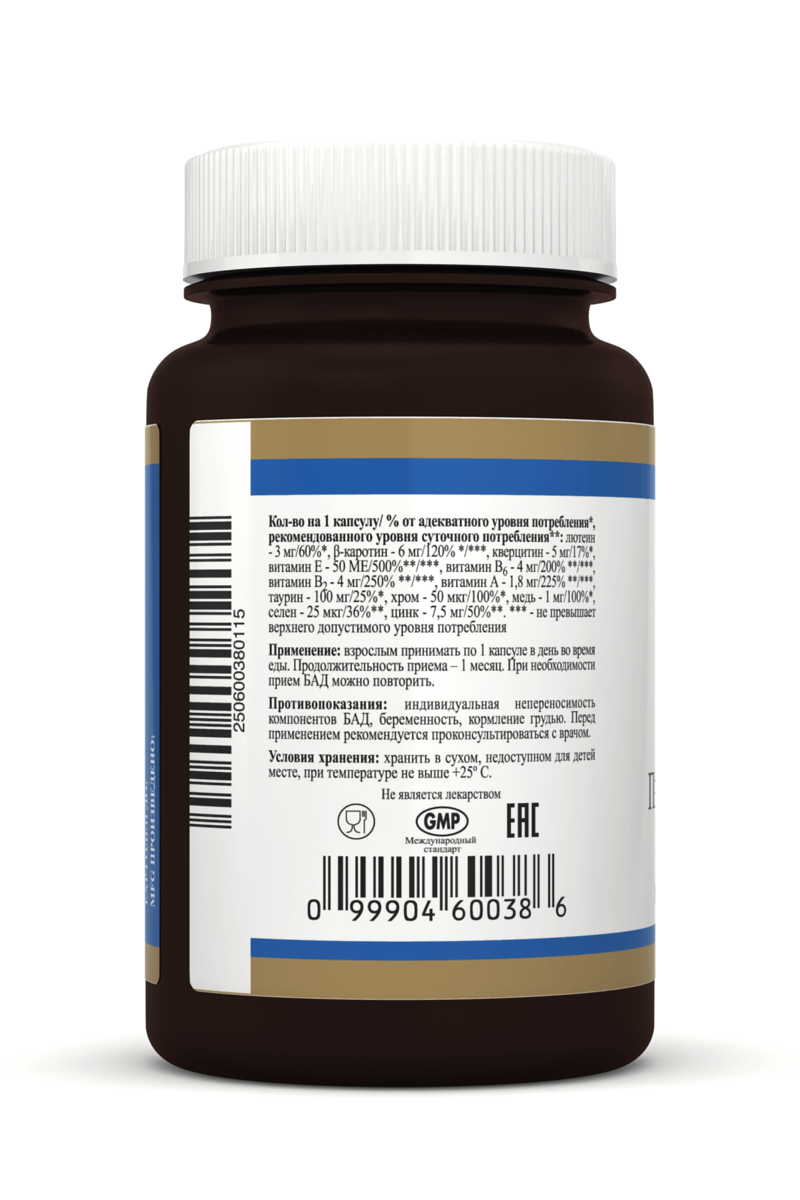 Кол-во на 1 капсулу/ % от адекватного уровня потребления*,
рекомендованного уровня суточного потребления**: лютеин
- 3 мг/60%*, β-каротин - 6 мг/120% */***, кверцитин - 5 мг/17%*,
витамин Е - 50 МЕ/500%**/***, витамин В6 - 4 мг/200% **/***,
витамин В2 - 4 мг/250% **/***, витамин А - 1,8 мг/225% **/***,
таурин - 100 мг/25%*, хром - 50 мкг/100%*, медь - 1 мг/100%*,
селен - 25 мкг/36%**, цинк - 7,5 мг/50%**. *** - не превышает
верхнего допустимого уровня потребления
Применение: взрослым принимать по 1 капсуле в день во время
еды. Продолжительность приема – 1 месяц. При необходимости
прием БАД можно повторить.
Противопоказания: индивидуальная непереносимость
компонентов БАД, беременность, кормление грудью. Перед
применением рекомендуется проконсультироваться с врачом.
Условия хранения: хранить в сухом, недоступном для детей
месте, при температуре не выше +25º С.
Не является лекарством
GMP
EAC
Международный
стандарт
0 99904 60038 6
250600380115
MFG ПРОИЗВЕДЕНО: